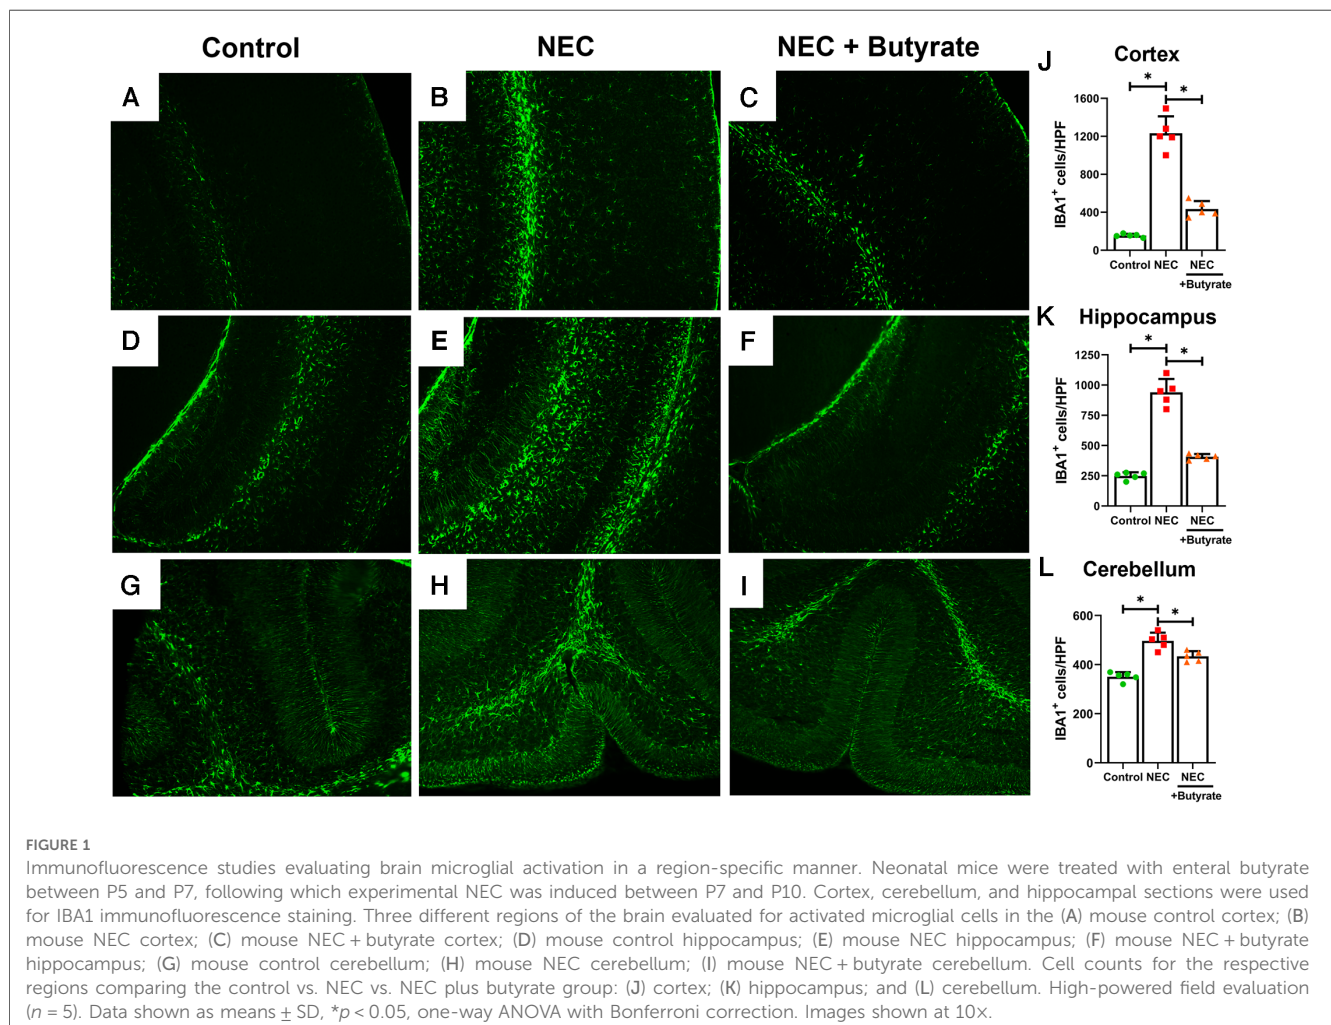 Control
NEC
NEC + Butyrate
A
B
C
D
E
F
G
H
I
J
Cortex
*
*
1600
1200
800
400
0
IBA1⁺ cells/HPF
Control
NEC
NEC
+Butyrate
K
Hippocampus
*
*
1250
1000
750
500
250
0
IBA1⁺ cells/HPF
Control
NEC
NEC
+Butyrate
L
Cerebellum
*
*
600
400
200
0
IBA1⁺ cells/HPF
Control
NEC
NEC
+Butyrate
FIGURE 1
Immunofluorescence studies evaluating brain microglial activation in a region-specific manner. Neonatal mice were treated with enteral butyrate
between P5 and P7, following which experimental NEC was induced between P7 and P10. Cortex, cerebellum, and hippocampal sections were used
for IBA1 immunofluorescence staining. Three different regions of the brain evaluated for activated microglial cells in the (A) mouse control cortex; (B)
mouse NEC cortex; (C) mouse NEC + butyrate cortex; (D) mouse control hippocampus; (E) mouse NEC hippocampus; (F) mouse NEC + butyrate
hippocampus; (G) mouse control cerebellum; (H) mouse NEC cerebellum; (I) mouse NEC + butyrate cerebellum. Cell counts for the respective
regions comparing the control vs. NEC vs. NEC plus butyrate group: (J) cortex; (K) hippocampus; and (L) cerebellum. High-powered field evaluation
(n = 5). Data shown as means ± SD, *p < 0.05, one-way ANOVA with Bonferroni correction. Images shown at 10×.